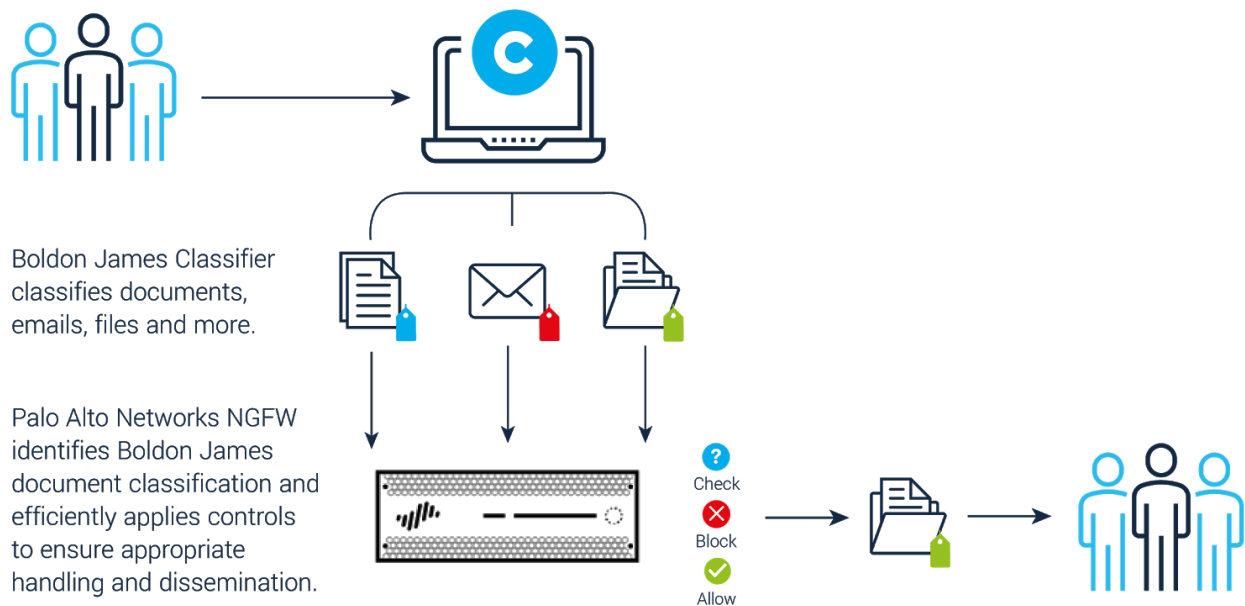 C
Boldon James Classifier
classifies documents,
emails, files and more.
Palo Alto Networks NGFW
identifies Boldon James
document classification and
efficiently applies controls
to ensure appropriate
handling and dissemination.
?
Check
Block
Allow